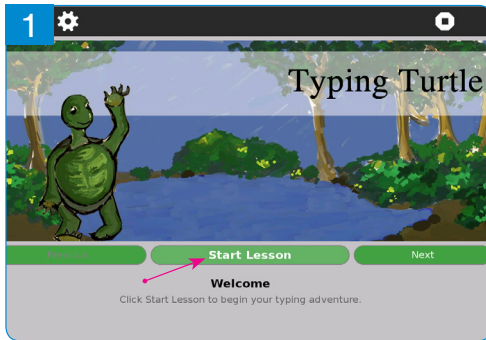 1
Typing Turtle
Start Lesson
Next
Welcome
Click Start Lesson to begin your typing adventure.